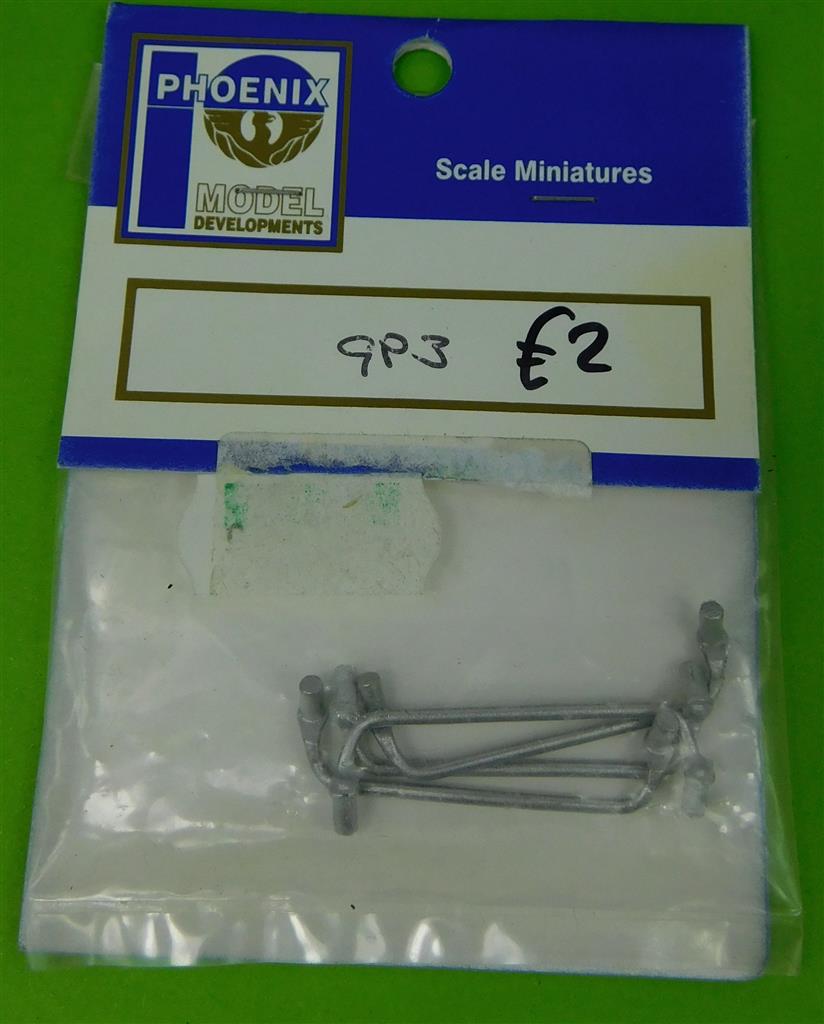 PHOENIX
MODEL
DEVELOPMENTS
Scale Miniatures
GP3 £2